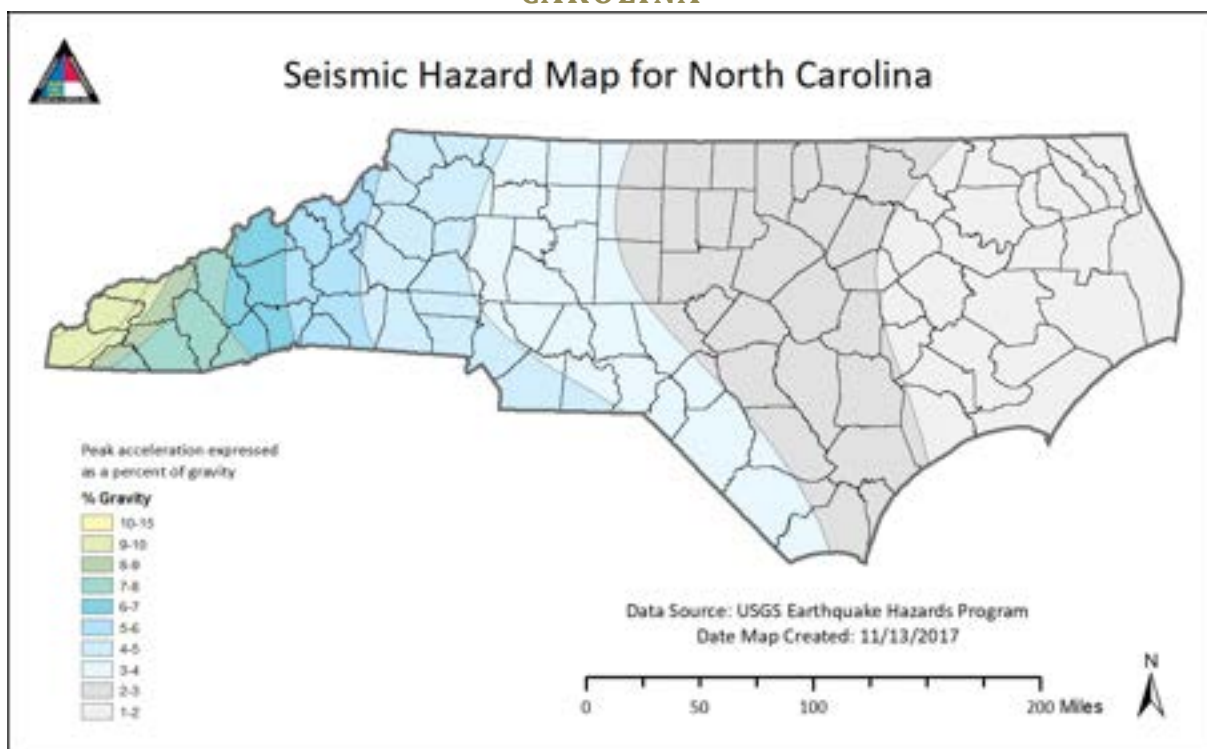 CAROLINA
Seismic Hazard Map for North Carolina
Peak acceleration expressed
as a percent of gravity
% Gravity
10-15
9-10
8-9
7-8
6-7
5-6
4-5
3-4
2-3
1-2
Data Source: USGS Earthquake Hazards Program
Date Map Created: 11/13/2017
N
0 50 100 200 Miles